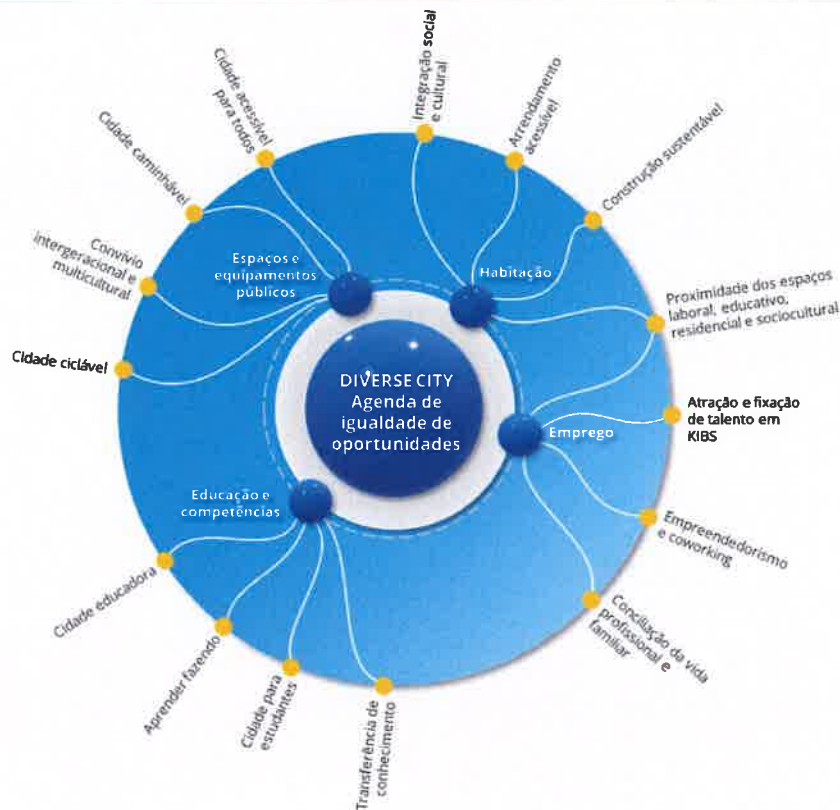 Cidade acessível
para todos
Cidade caminhável
Convívio
intergeracional e
multicultural
Cidade ciclável
Integração social
e cultural
Arrendamento
acessível
Construção sustentável
Proximidade dos espaços
laboral, educativo,
residencial e sociocultural
Atração e fixação
de talento em
KIBS
Empreendedorismo
e coworking
Conciliação da vida
profissional e
familiar
Espaços e
equipamentos
públicos
Habitação
Emprego
Educação e
competências
DIVERSE CITY
Agenda de
igualdade de
oportunidades
Cidade educadora
Aprender fazendo
Cidade para
estudantes
Transferência de
conhecimento